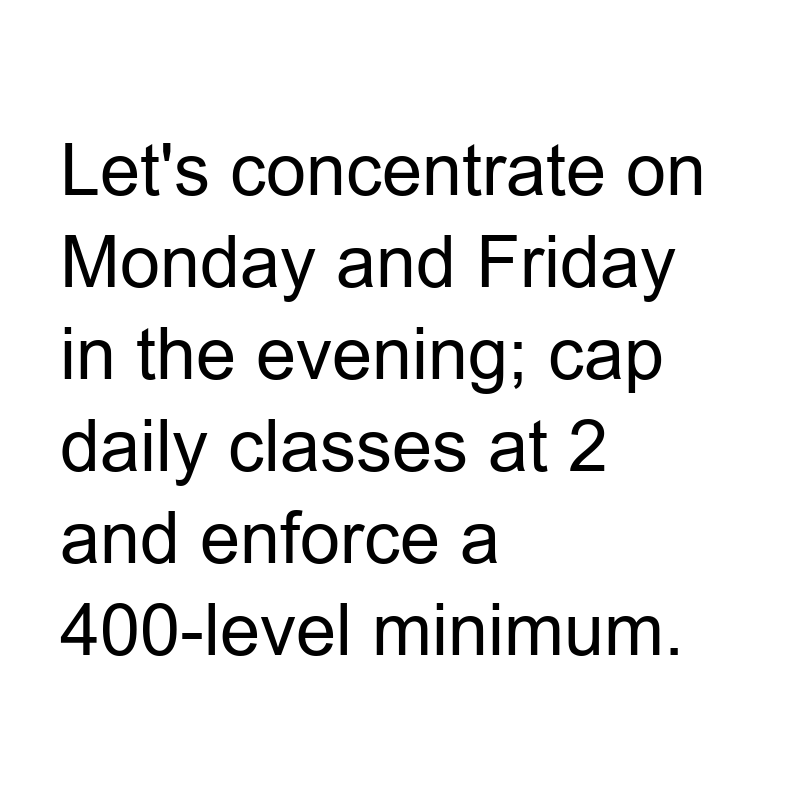 Let's concentrate on
Monday and Friday
in the evening; cap
daily classes at 2
and enforce a
400-level minimum.